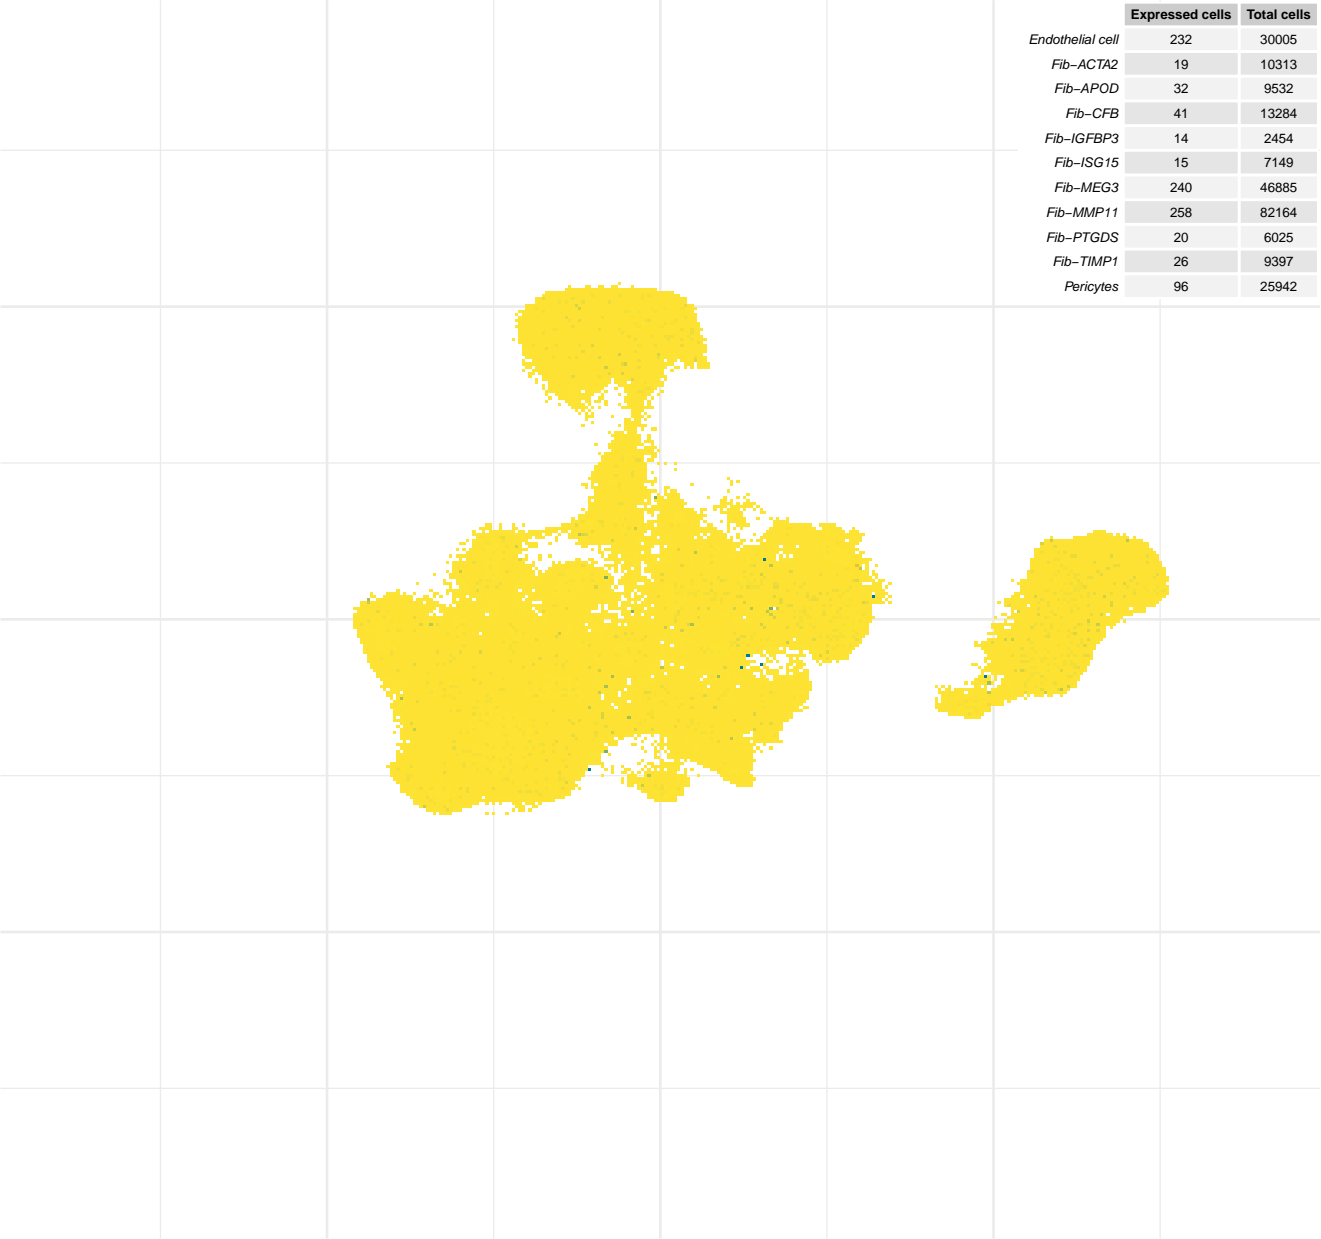 Expressed cells Total cells
Endothelial cell 232 30005
Fib−ACTA2 19 10313
Fib−APOD 32 9532
Fib−CFB 41 13284
Fib−IGFBP3 14 2454
Fib−ISG15 15 7149
Fib−MEG3 240 46885
Fib−MMP11 258 82164
Fib−PTGDS 20 6025
Fib−TIMP1 26 9397
Pericytes 96 25942